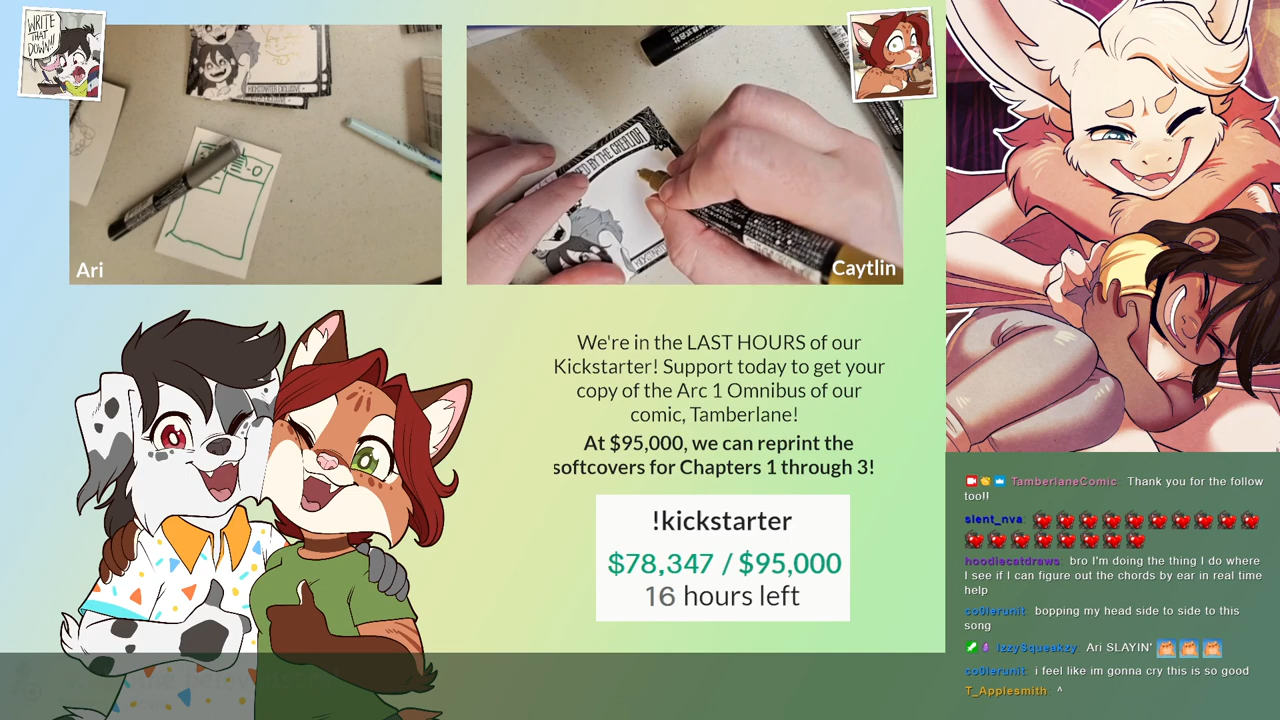 WRITE
THAT
DOWN!!
KICKSTARTER
Ari
BY THE CREATOR
Caytlin
We're in the LAST HOURS of our
Kickstarter! Support today to get your
copy of the Arc 1 Omnibus of our
comic, Tamberlane!
At $95,000, we can reprint the
softcovers for Chapters 1 through 3!
!kickstarter
$78,347 / $95,000
16 hours left
TamberlaneComic: Thank you for the follow
too!!
slent_nva:
hoodiecatdraws: bro I'm doing the thing I do where
I see if I can figure out the chords by ear in real time
help
co0lerunit: bopping my head side to side to this
song
IzzySqueakzy: Ari SLAYIN'
co0lerunit: i feel like im gonna cry this is so good
T_Applesmith: ^